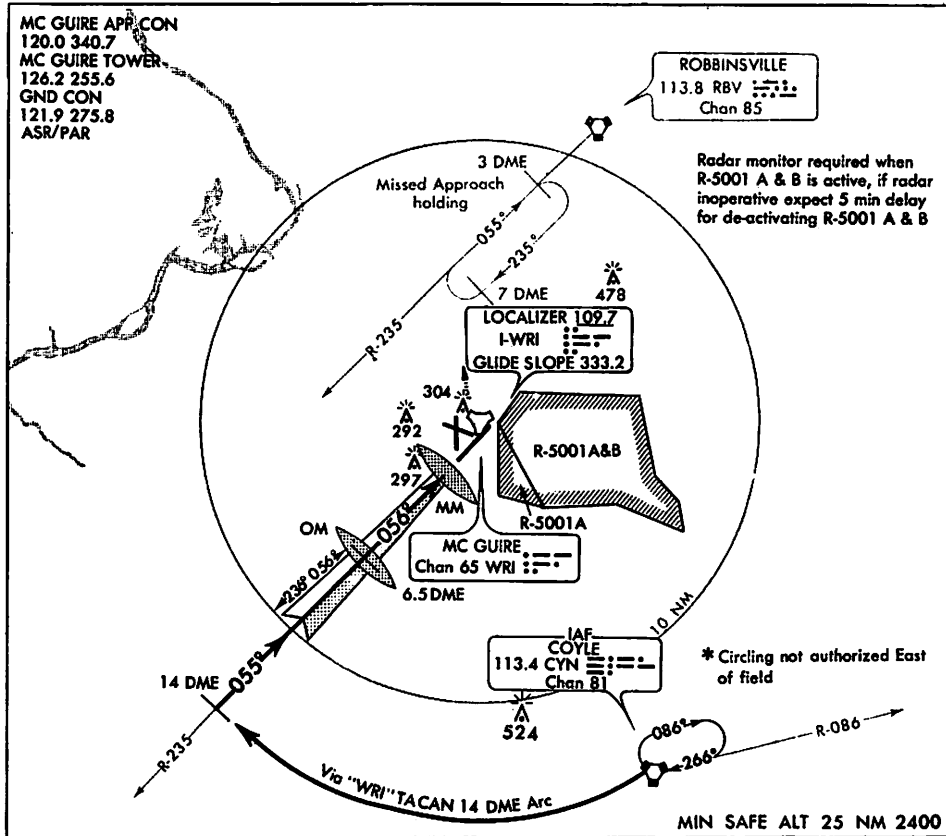 MC GUIRE APP CON
120.0 340.7
MC GUIRE TOWER
126.2 255.6
GND CON
121.9 275.8
ASR/PAR
ROBBINSVILLE
113.8 RBV
Chan 85
3 DME
Missed Approach
holding
Radar monitor required when
R-5001 A & B is active, if radar
inoperative expect 5 min delay
for de-activating R-5001 A & B
055°
235°
7 DME
478
R-235
LOCALIZER 109.7
I-WRI
GLIDE SLOPE 333.2
304
292
297
R-5001A&B
R-5001A
MM
OM
056°
236° 056°
MC GUIRE
Chan 65 WRI
6.5 DME
10 NM
IAF
COYLE
113.4 CYN
Chan 81
* Circling not authorized East
of field
14 DME
055°
524
086°
266°
R-086
R-235
Via "WRI" TACAN 14 DME Arc
MIN SAFE ALT 25 NM 2400